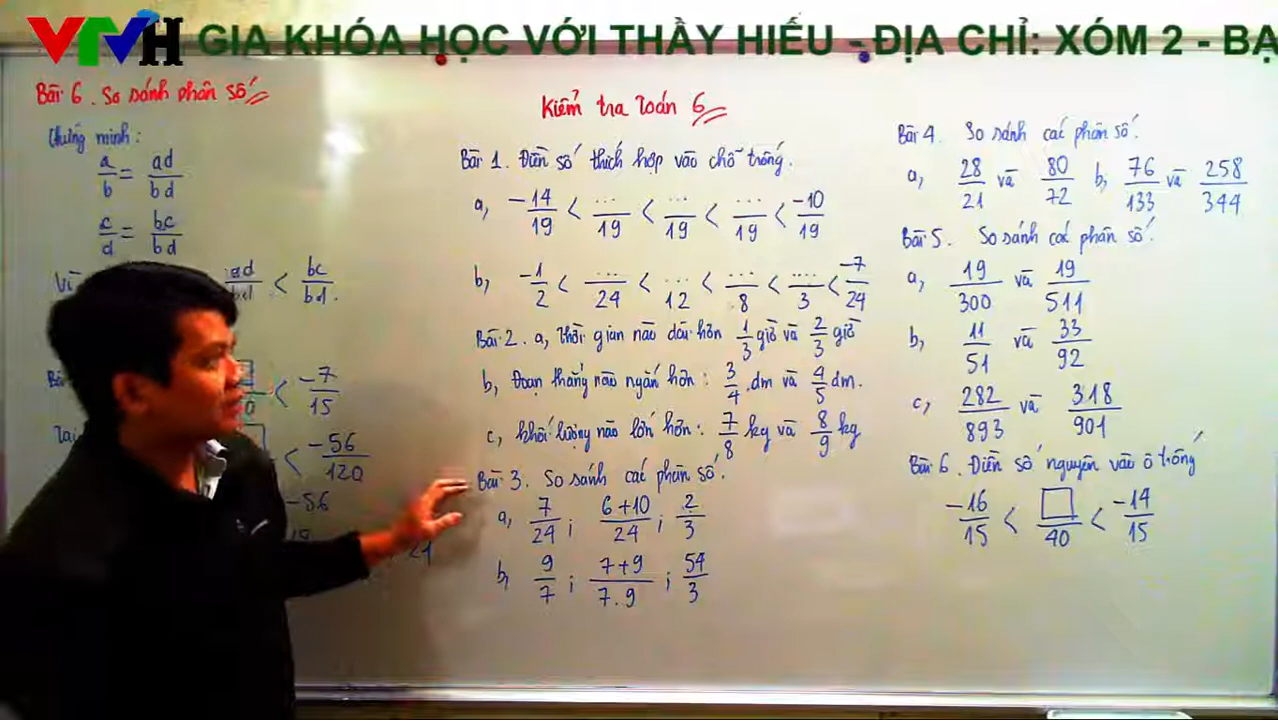 VTVH
GIA KHÓA HỌC VỚI THẦY HIẾU - ĐỊA CHỈ: XÓM 2 - BẠ
Bài 6. So sánh phân số
Chứng minh:
a/b = ad/bd
c/d = bc/bd
Vì
ad/bd < bc/bd.
< -7/15
< -56/120
-56
Kiểm tra Toán 6
Bài 1. Điền số thích hợp vào chỗ trống.
a, -14/19 < .../19 < .../19 < .../19 < -10/19
b, -1/2 < .../24 < .../12 < .../8 < .../3 < -7/24
Bài 2. a, Thời gian nào dài hơn 1/3 giờ và 2/3 giờ
b, Đoạn thẳng nào ngắn hơn: 3/4 dm và 4/5 dm.
c, khối lượng nào lớn hơn: 7/8 kg và 8/9 kg
Bài 3. So sánh các phân số.
a, 7/24 ; 6+10/24 ; 2/3
b, 9/7 ; 7+9/7.9 ; 54/3
Bài 4. So sánh các phân số.
a, 28/21 và 80/72 b, 76/133 và 258/344
Bài 5. So sánh các phân số.
a, 19/300 và 19/511
b, 11/51 và 33/92
c, 282/893 và 318/901
Bài 6. Điền số nguyên vào ô trống
-16/15 < □/40 < -14/15